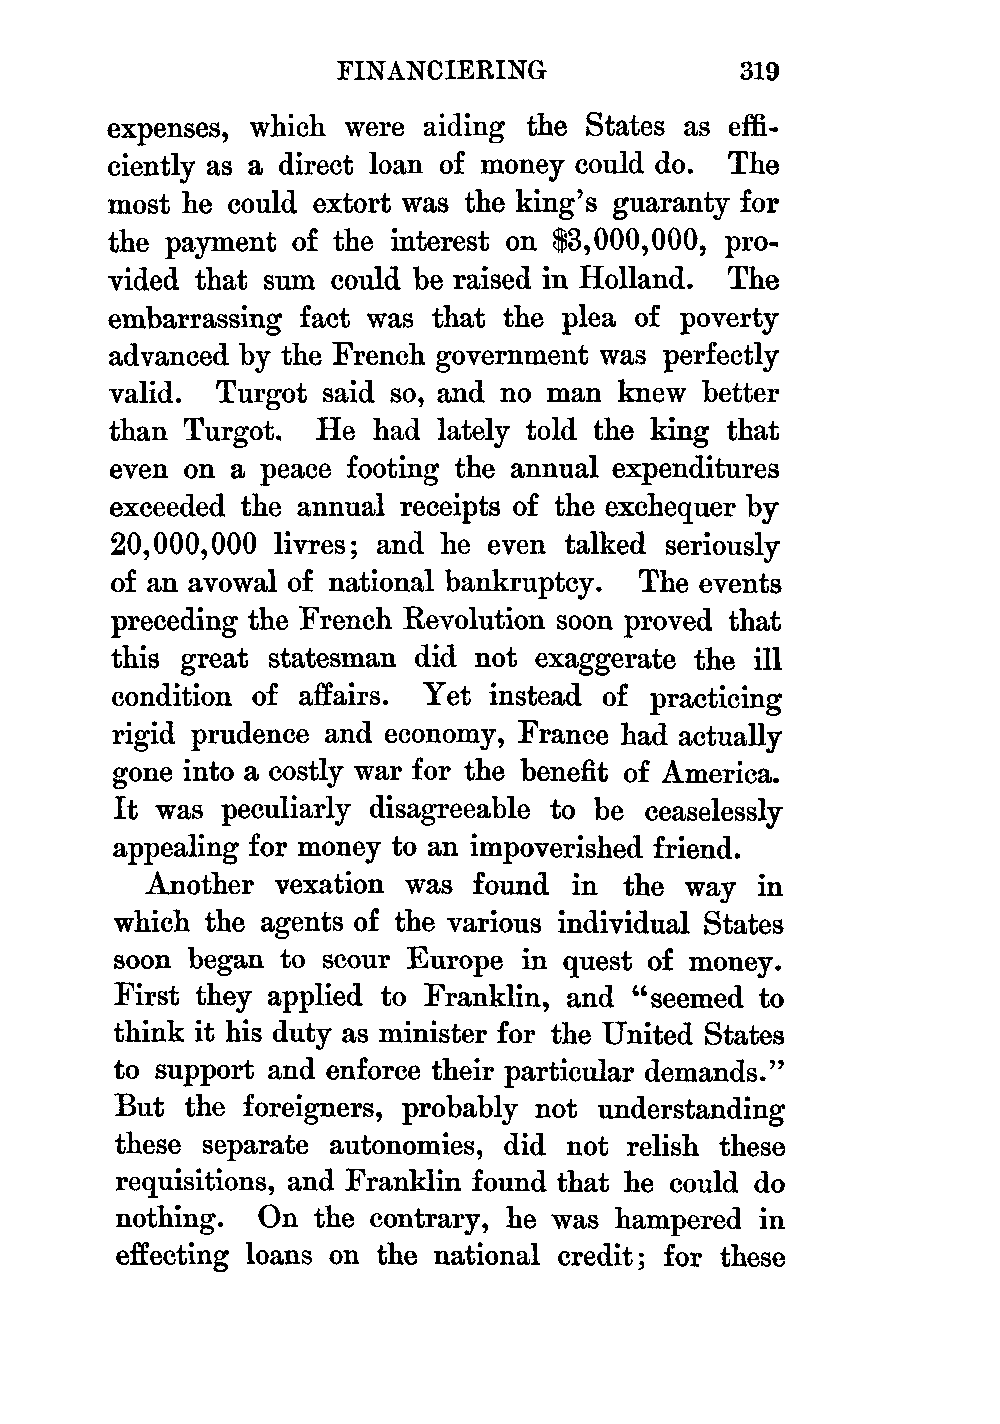 FINANCIERING 319
expenses, which were aiding the States as effi-
ciently as a direct loan of money could do. The
most he could extort was the king's guaranty for
the payment of the interest on $3,000,000, pro-
vided that sum could be raised in Holland. The
embarrassing fact was that the plea of poverty
advanced by the French government was perfectly
valid. Turgot said so, and no man knew better
than Turgot. He had lately told the king that
even on a peace footing the annual expenditures
exceeded the annual receipts of the exchequer by
20,000,000 livres; and he even talked seriously
of an avowal of national bankruptcy. The events
preceding the French Revolution soon proved that
this great statesman did not exaggerate the ill
condition of affairs. Yet instead of practicing
rigid prudence and economy, France had actually
gone into a costly war for the benefit of America.
It was peculiarly disagreeable to be ceaselessly
appealing for money to an impoverished friend.
Another vexation was found in the way in
which the agents of the various individual States
soon began to scour Europe in quest of money.
First they applied to Franklin, and "seemed to
think it his duty as minister for the United States
to support and enforce their particular demands."
But the foreigners, probably not understanding
these separate autonomies, did not relish these
requisitions, and Franklin found that he could do
nothing. On the contrary, he was hampered in
effecting loans on the national credit; for these